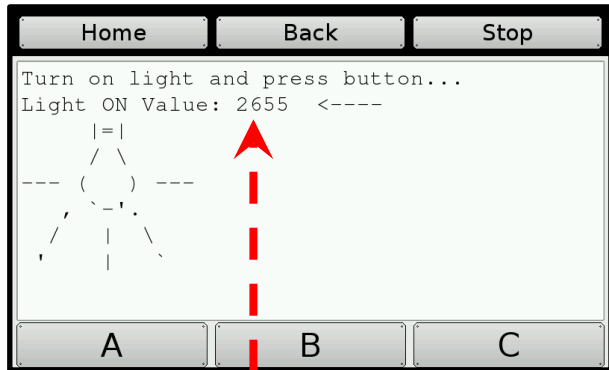 Home Back Stop
Turn on light and press button...
Light ON Value: 2655 <----
      |=|
      / \
--- (    ) ---
   , `-'.
  /   |   \
 '    |    `
A B C